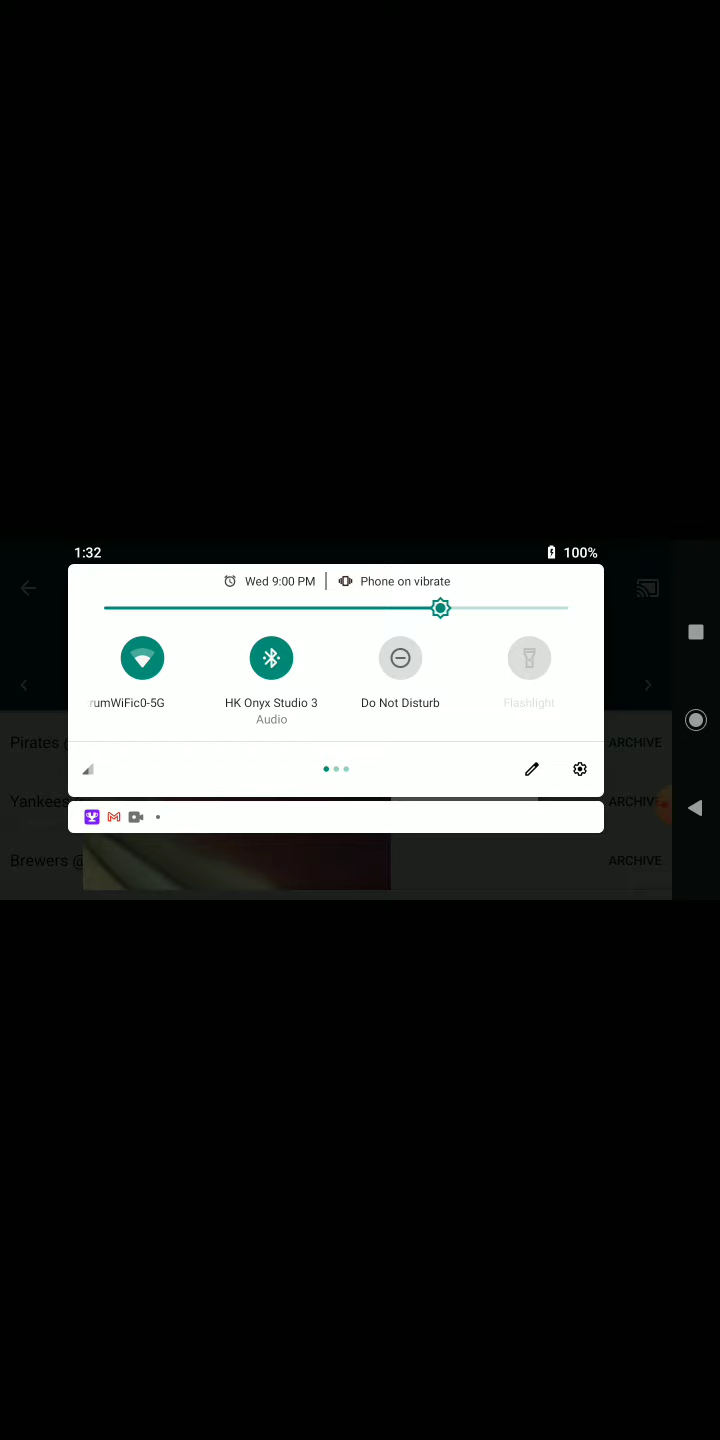 1:32
100%
Wed 9:00 PM
Phone on vibrate
rumWiFic0-5G
HK Onyx Studio 3
Do Not Disturb
Flashlight
Audio
Pirates
ARCHIVE
Yankees
ARCHIVE
Brewers @
ARCHIVE